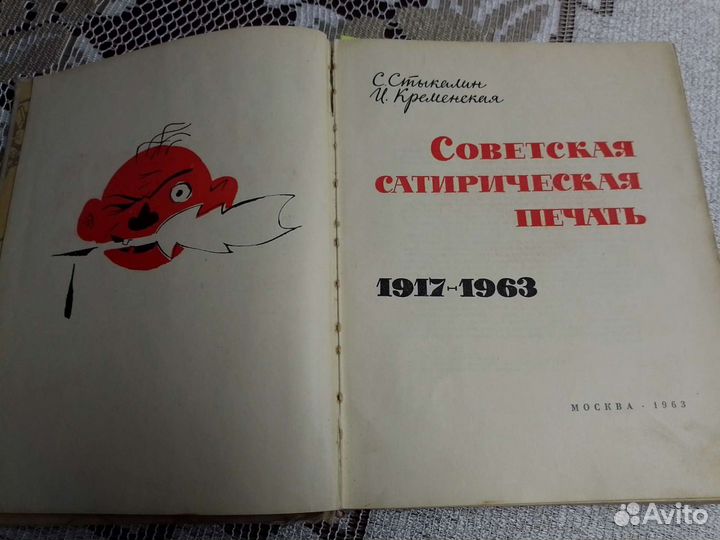 С. Стыкалин
И. Кременская
Советская
сатирическая
печать
1917-1963
МОСКВА · 1963
Avito